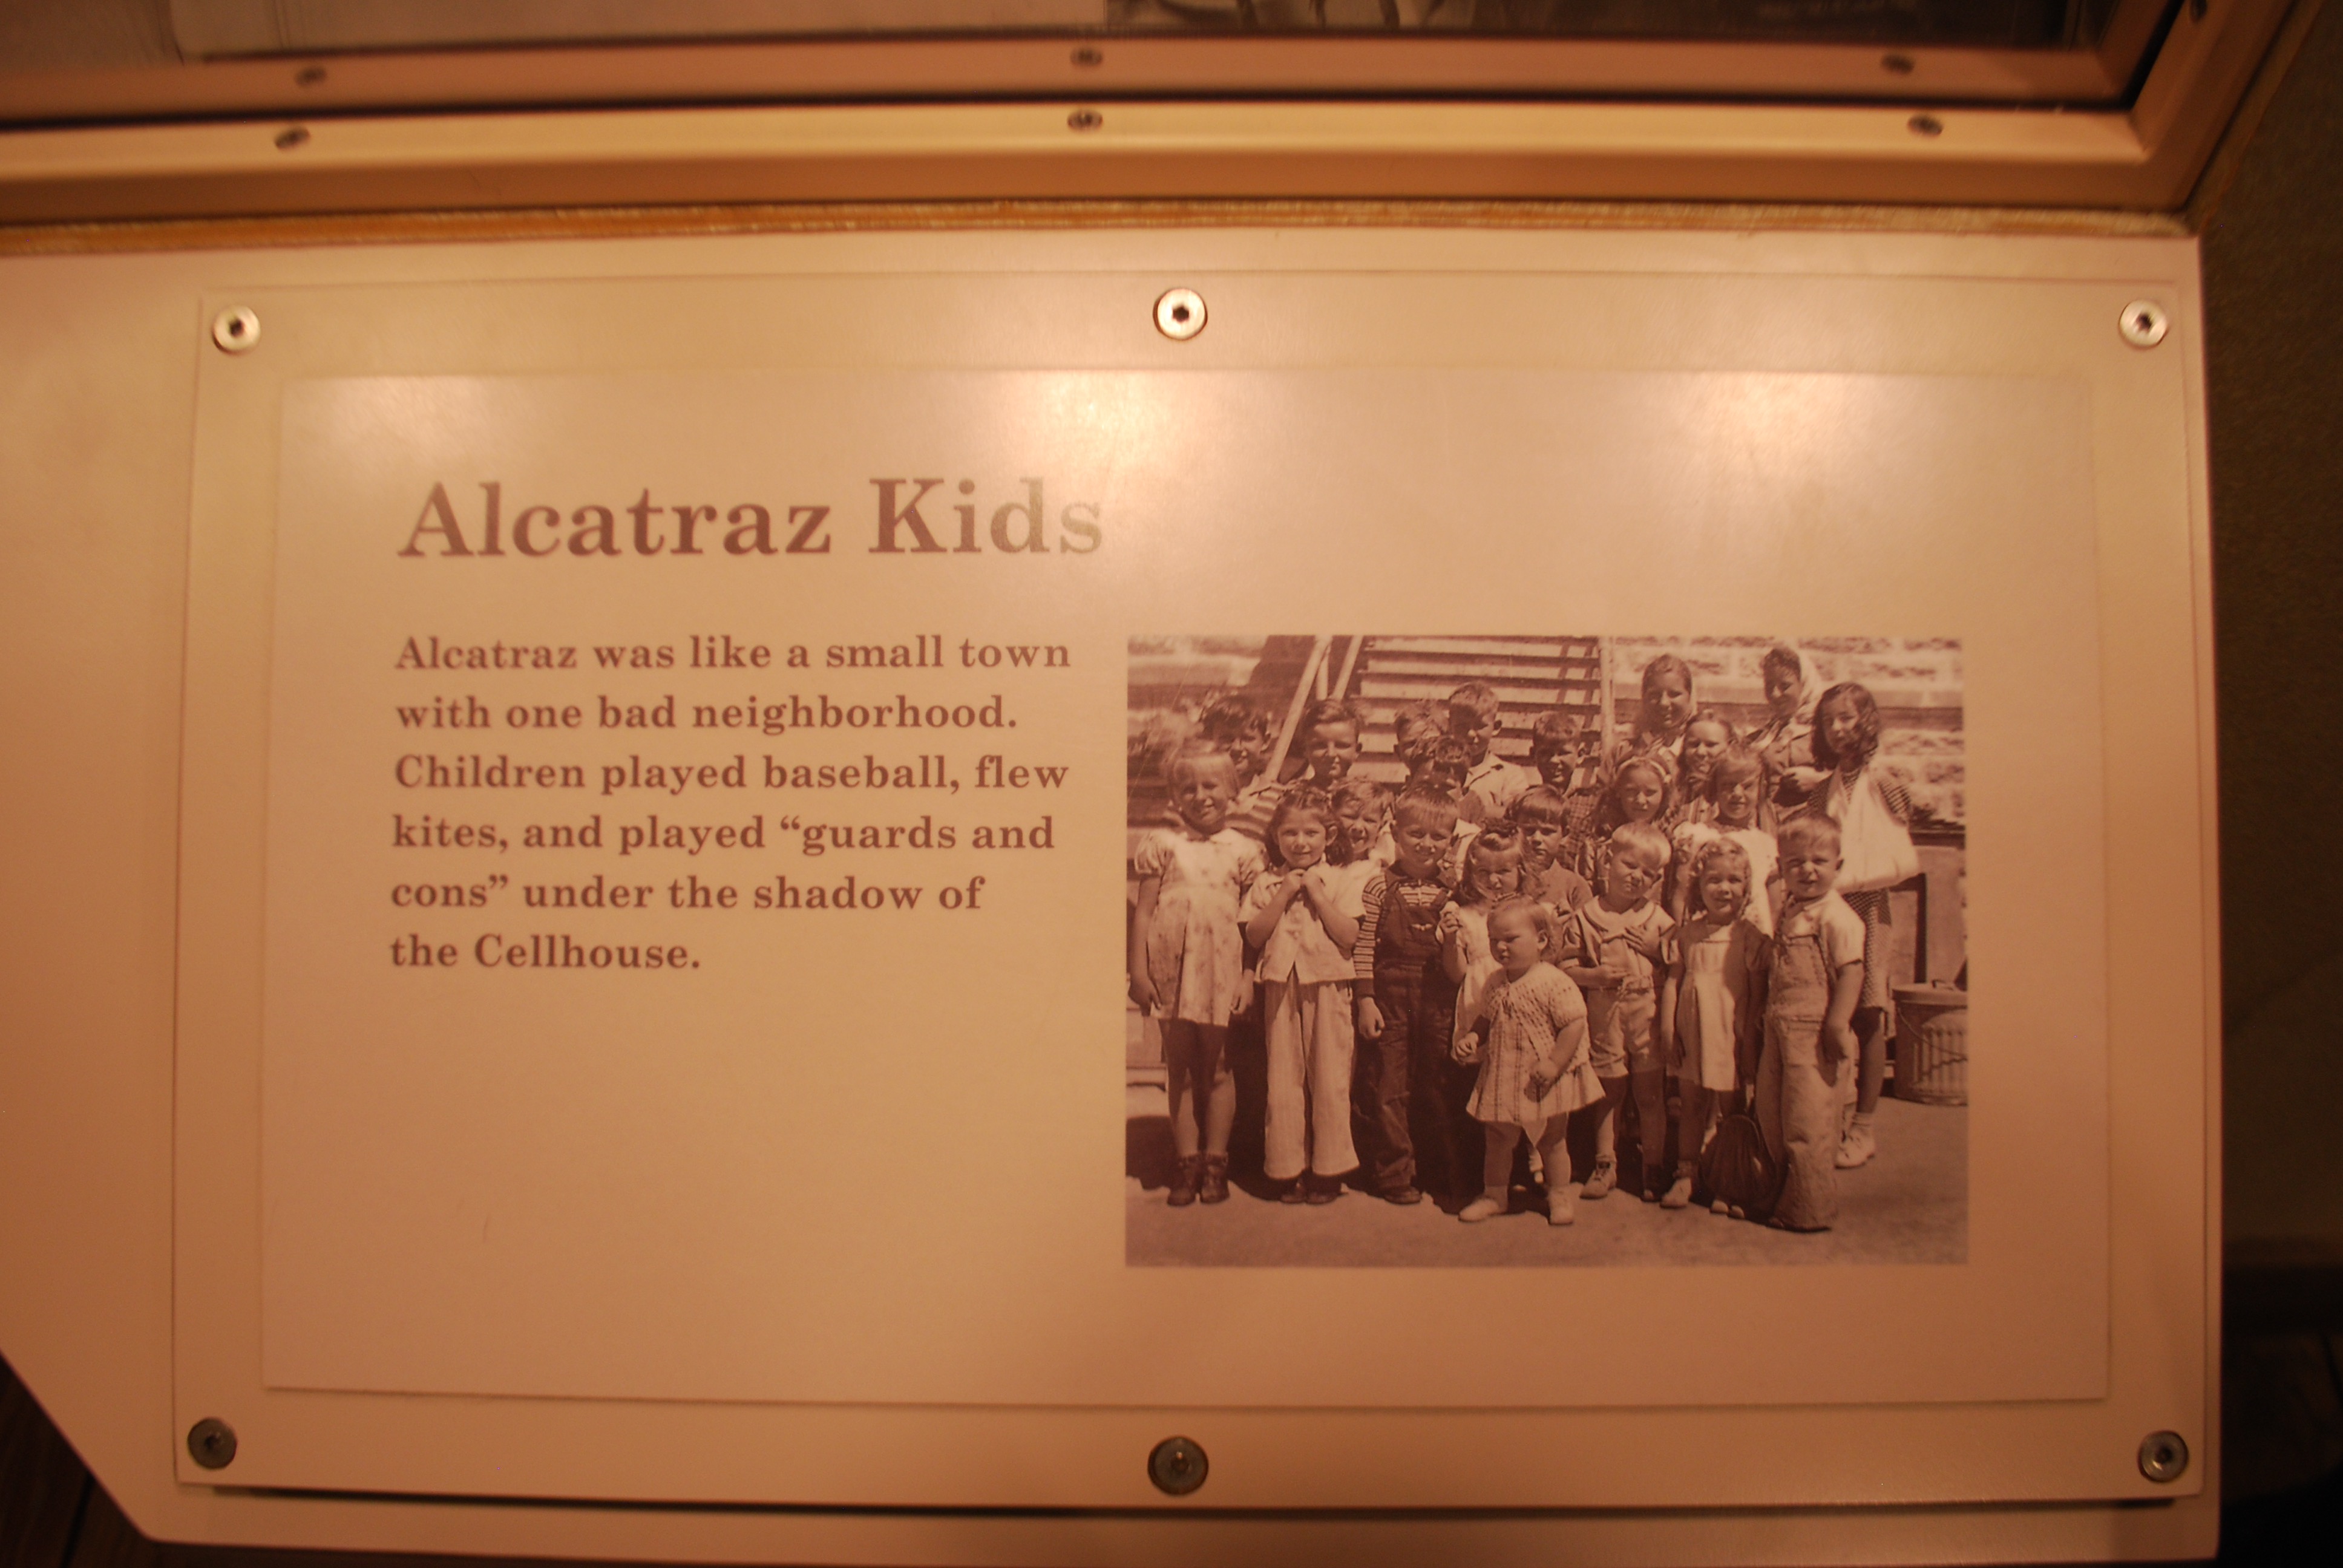 Alcatraz Kids
Alcatraz was like a small town
with one bad neighborhood.
Children played baseball, flew
kites, and played “guards and
cons” under the shadow of
the Cellhouse.